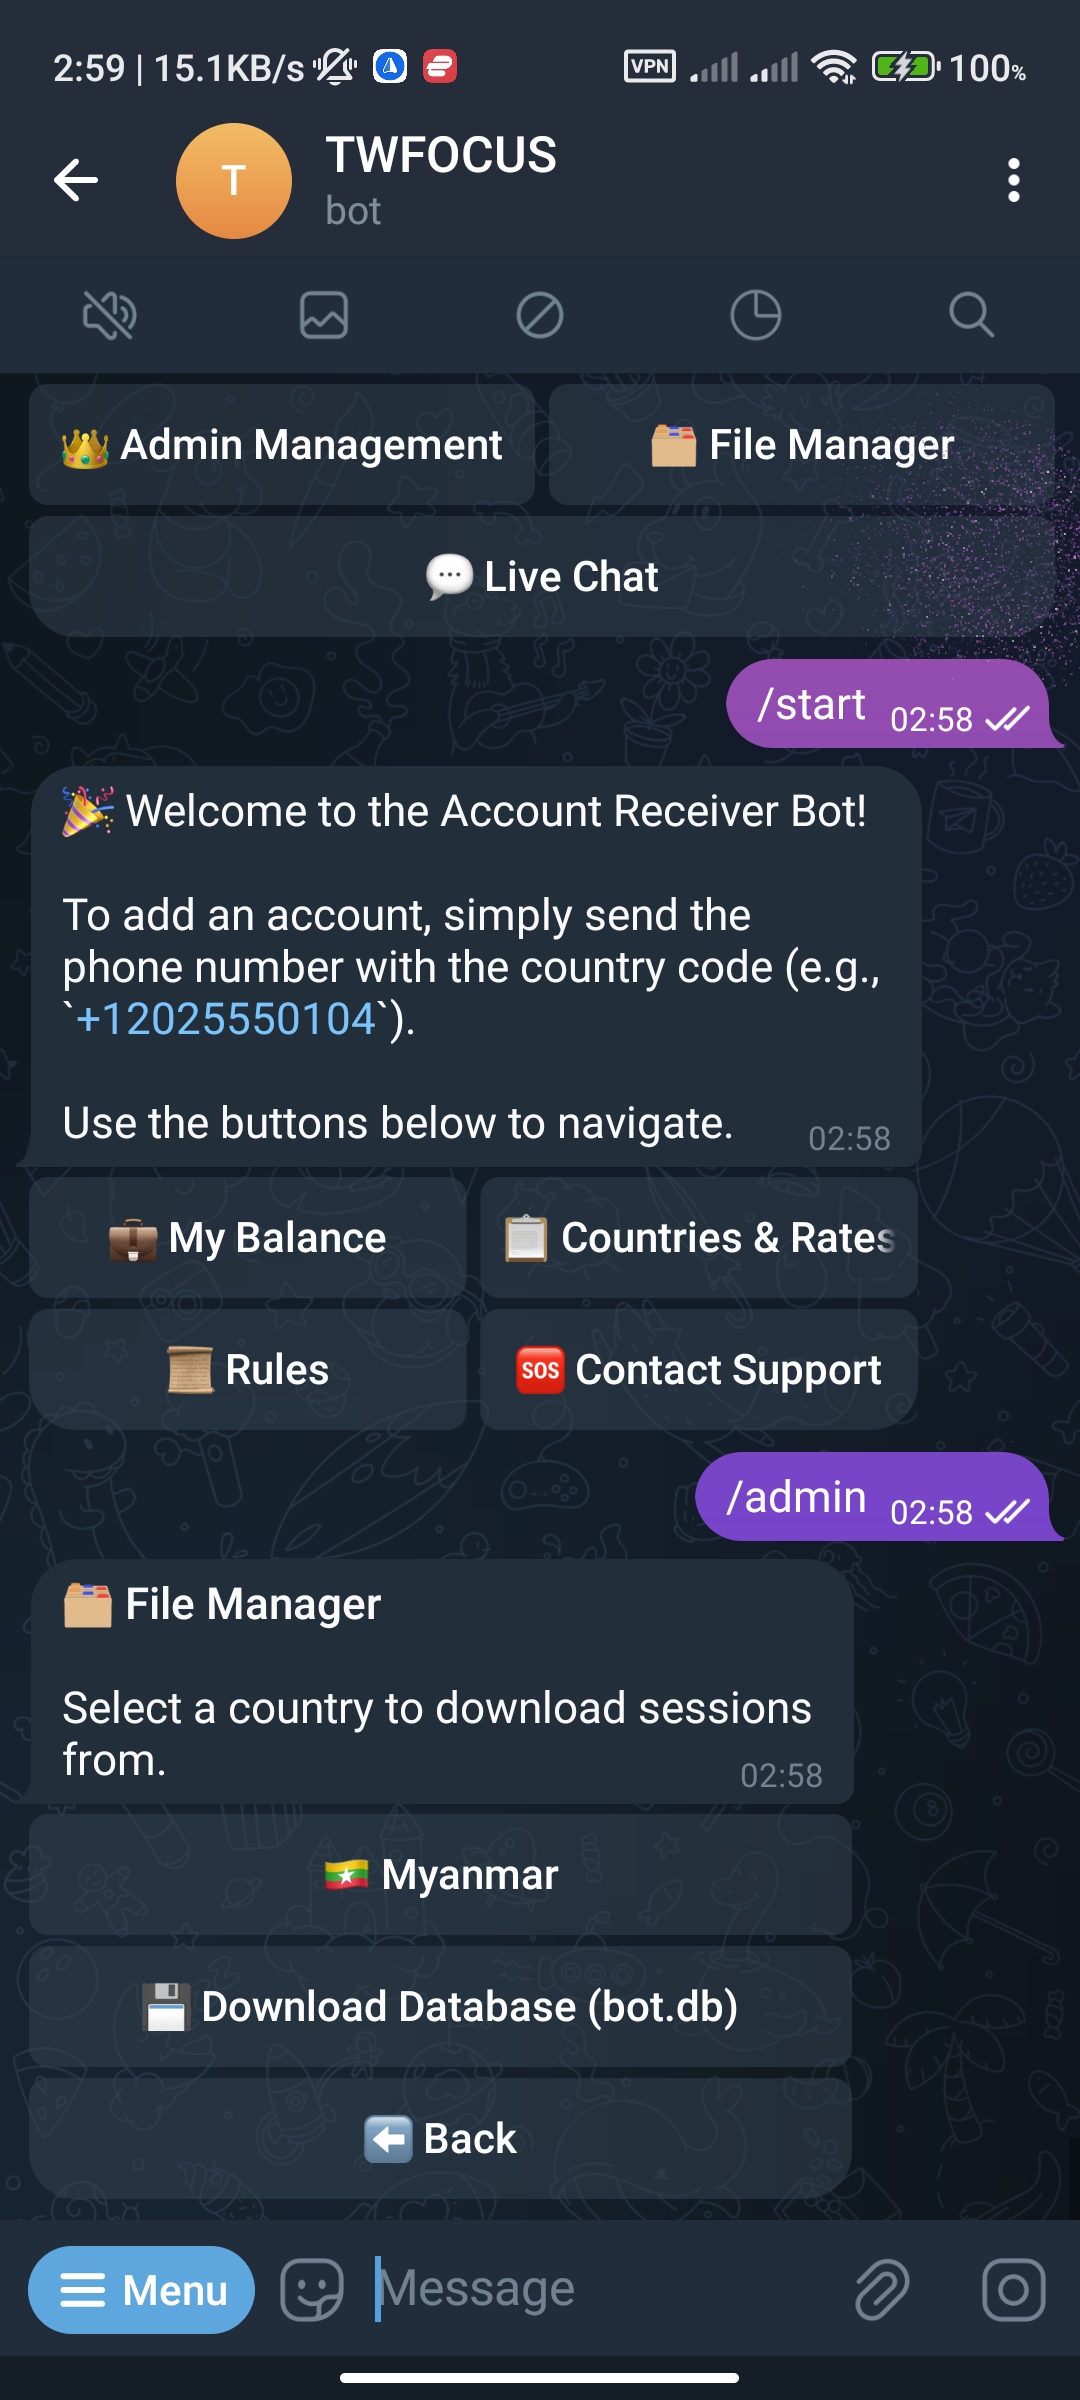 2:59 | 15.1KB/s VPN 100%
T
TWFOCUS
bot
👑 Admin Management
🗂️ File Manager
💬 Live Chat
/start 02:58
🎉 Welcome to the Account Receiver Bot!
To add an account, simply send the
phone number with the country code (e.g.,
`+12025550104`).
Use the buttons below to navigate. 02:58
💼 My Balance
📋 Countries & Rates
📜 Rules
🆘 Contact Support
/admin 02:58
🗂️ File Manager
Select a country to download sessions
from. 02:58
🇲🇲 Myanmar
💾 Download Database (bot.db)
⬅️ Back
Menu
Message